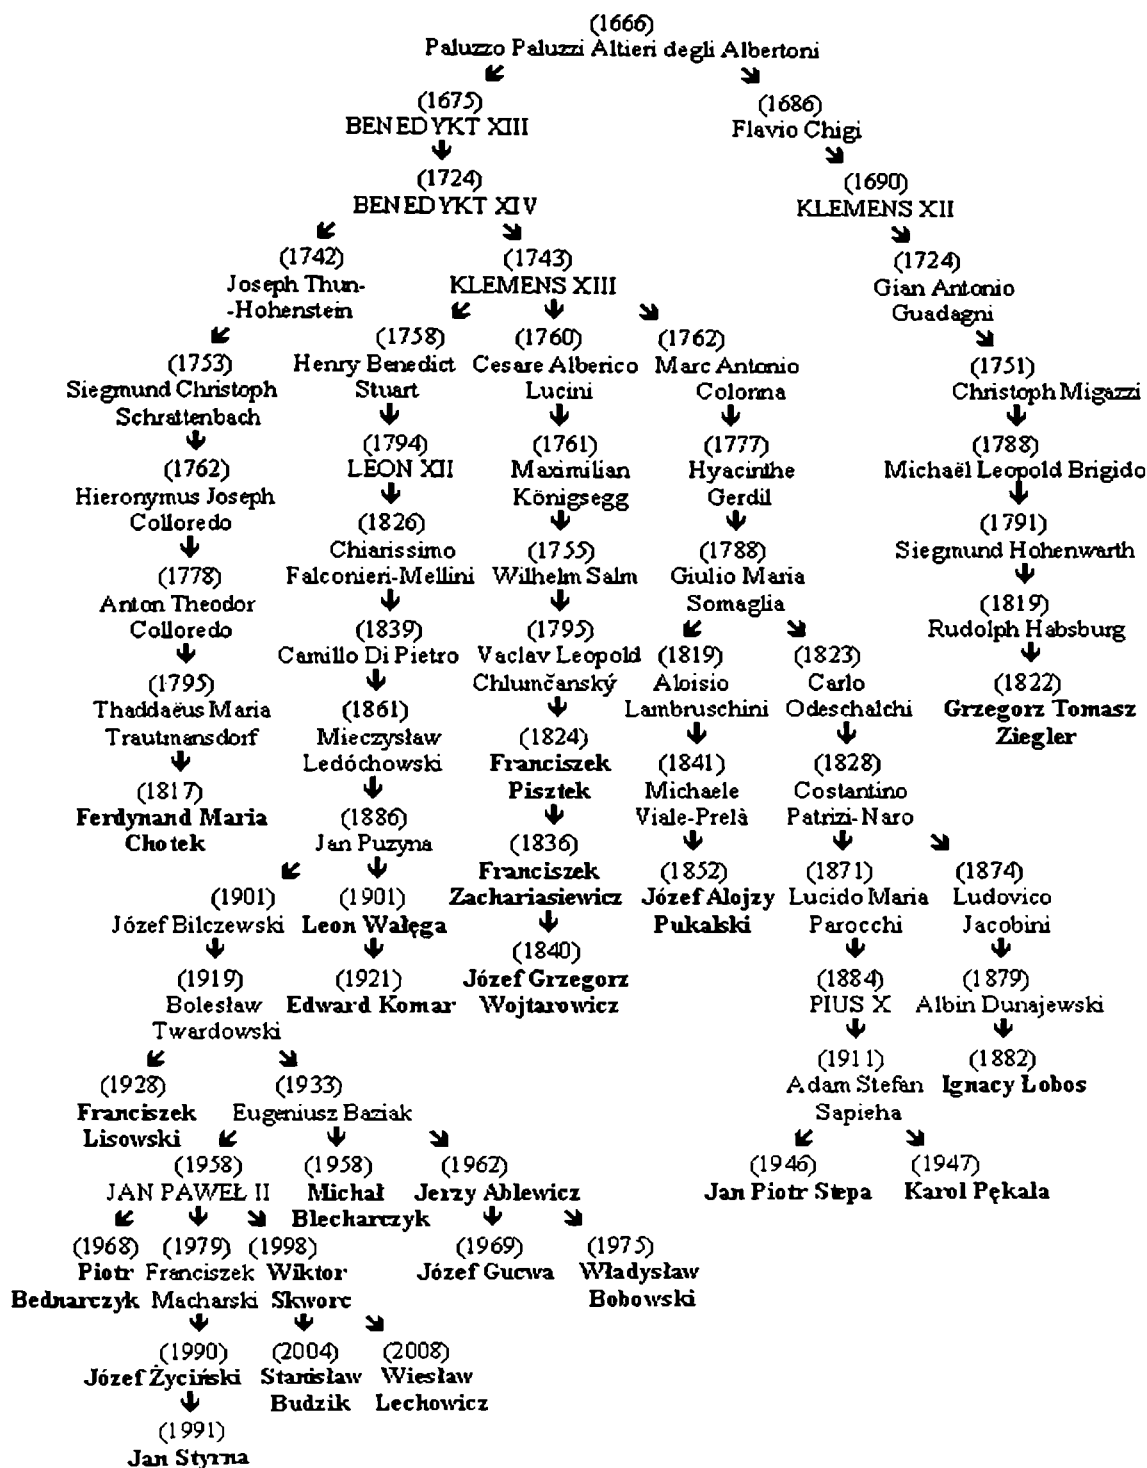 (1666)
Paluzzo Paluzzi Altieri degli Albertoni
(1675)
BENEDYKT XIII
(1686)
Flavio Chigi
(1724)
BENEDYKT XIV
(1690)
KLEMENS XII
(1742)
Joseph Thun-
-Hohenstein
(1743)
KLEMENS XIII
(1724)
Gian Antonio
Guadagni
(1753)
Siegmund Christoph
Schrattenbach
(1758)
Henry Benedict
Stuart
(1760)
Cesare Alberico
Lucini
(1762)
Marc Antonio
Colonna
(1751)
Christoph Migazzi
(1762)
Hieronymus Joseph
Colloredo
(1794)
LEON XII
(1761)
Maximilian
Königsegg
(1777)
Hyacinthe
Gerdil
(1788)
Michaël Leopold Brigido
(1778)
Anton Theodor
Colloredo
(1826)
Chiarissimo
Falconieri-Mellini
(1755)
Wilhelm Salm
(1788)
Giulio Maria
Somaglia
(1791)
Siegmund Hohenwarth
(1795)
Thaddaëus Maria
Trautmansdorf
(1839)
Camillo Di Pietro
(1795)
Vaclav Leopold
Chlumčanský
(1819)
Aloisio
Lambruschini
(1823)
Carlo
Odeschalchi
(1819)
Rudolph Habsburg
(1817)
Ferdynand Maria
Chotek
(1861)
Mieczysław
Ledóchowski
(1824)
Franciszek
Pisztek
(1841)
Michaele
Viale-Prelà
(1828)
Costantino
Patrizi-Naro
(1822)
Grzegorz Tomasz
Ziegler
(1886)
Jan Puzyna
(1836)
Franciszek
Zachariasiewicz
(1852)
Józef Alojzy
Pukalski
(1871)
Lucido Maria
Parocchi
(1874)
Ludovico
Jacobini
(1901)
Józef Bilczewski
(1901)
Leon Wałęga
(1840)
Józef Grzegorz
Wojtarowicz
(1884)
PIUS X
(1879)
Albin Dunajewski
(1919)
Bolesław
Twardowski
(1921)
Edward Komar
(1911)
Adam Stefan
Sapieha
(1882)
Ignacy Łobos
(1928)
Franciszek
Lisowski
(1933)
Eugeniusz Baziak
(1946)
Jan Piotr Stepa
(1947)
Karol Pękala
(1958)
JAN PAWEŁ II
(1958)
Michał
Blecharczyk
(1962)
Jerzy Ablewicz
(1968)
Piotr
Bednarczyk
(1979)
Franciszek
Macharski
(1998)
Wiktor
Skworc
(1969)
Józef Gucwa
(1975)
Władysław
Bobowski
(1990)
Józef Życiński
(2004)
Stanisław
Budzik
(2008)
Wiesław
Lechowicz
(1991)
Jan Styrna